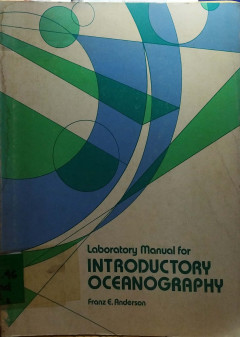 Laboratory Manual for
INTRODUCTORY
OCEANOGRAPHY
Franz E. Anderson